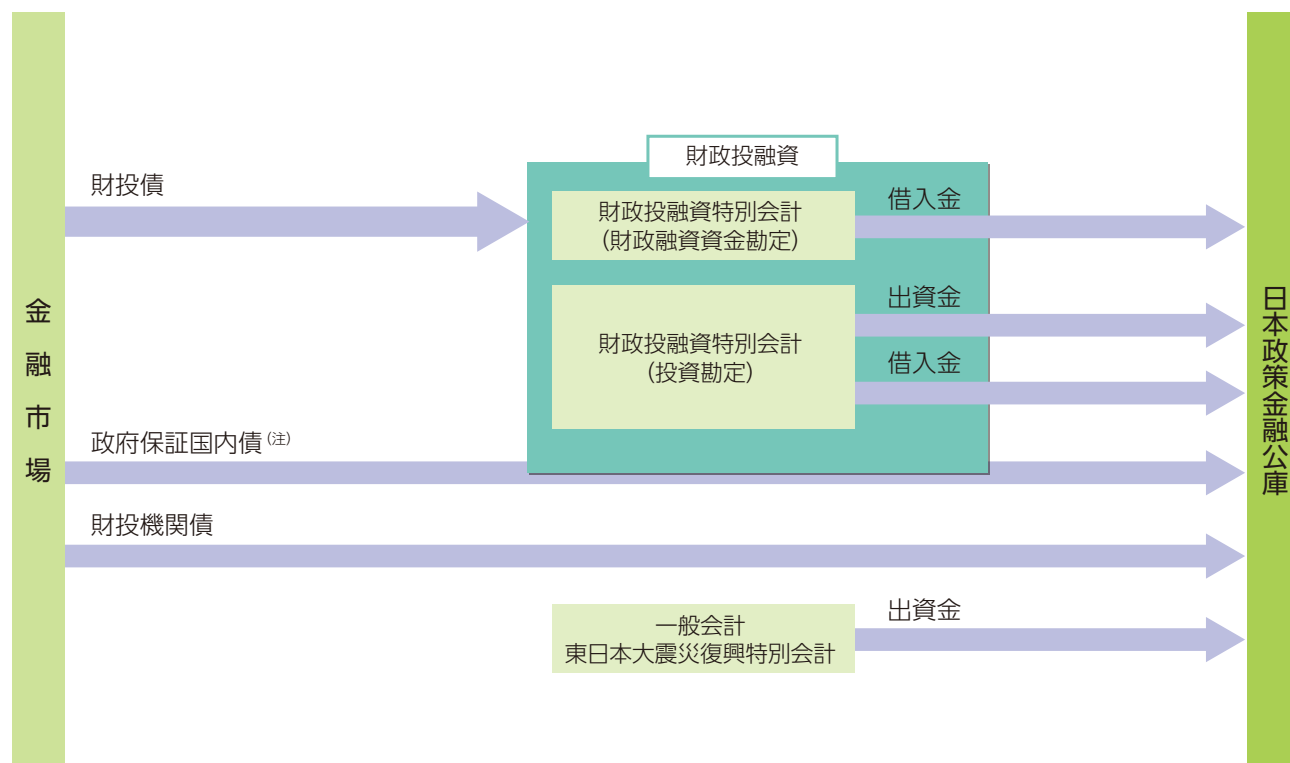 金融市場
財投債
財政投融資
財政投融資特別会計
(財政融資資金勘定)
借入金
財政投融資特別会計
(投資勘定)
出資金
借入金
政府保証国内債(注)
財投機関債
一般会計
東日本大震災復興特別会計
出資金
日本政策金融公庫